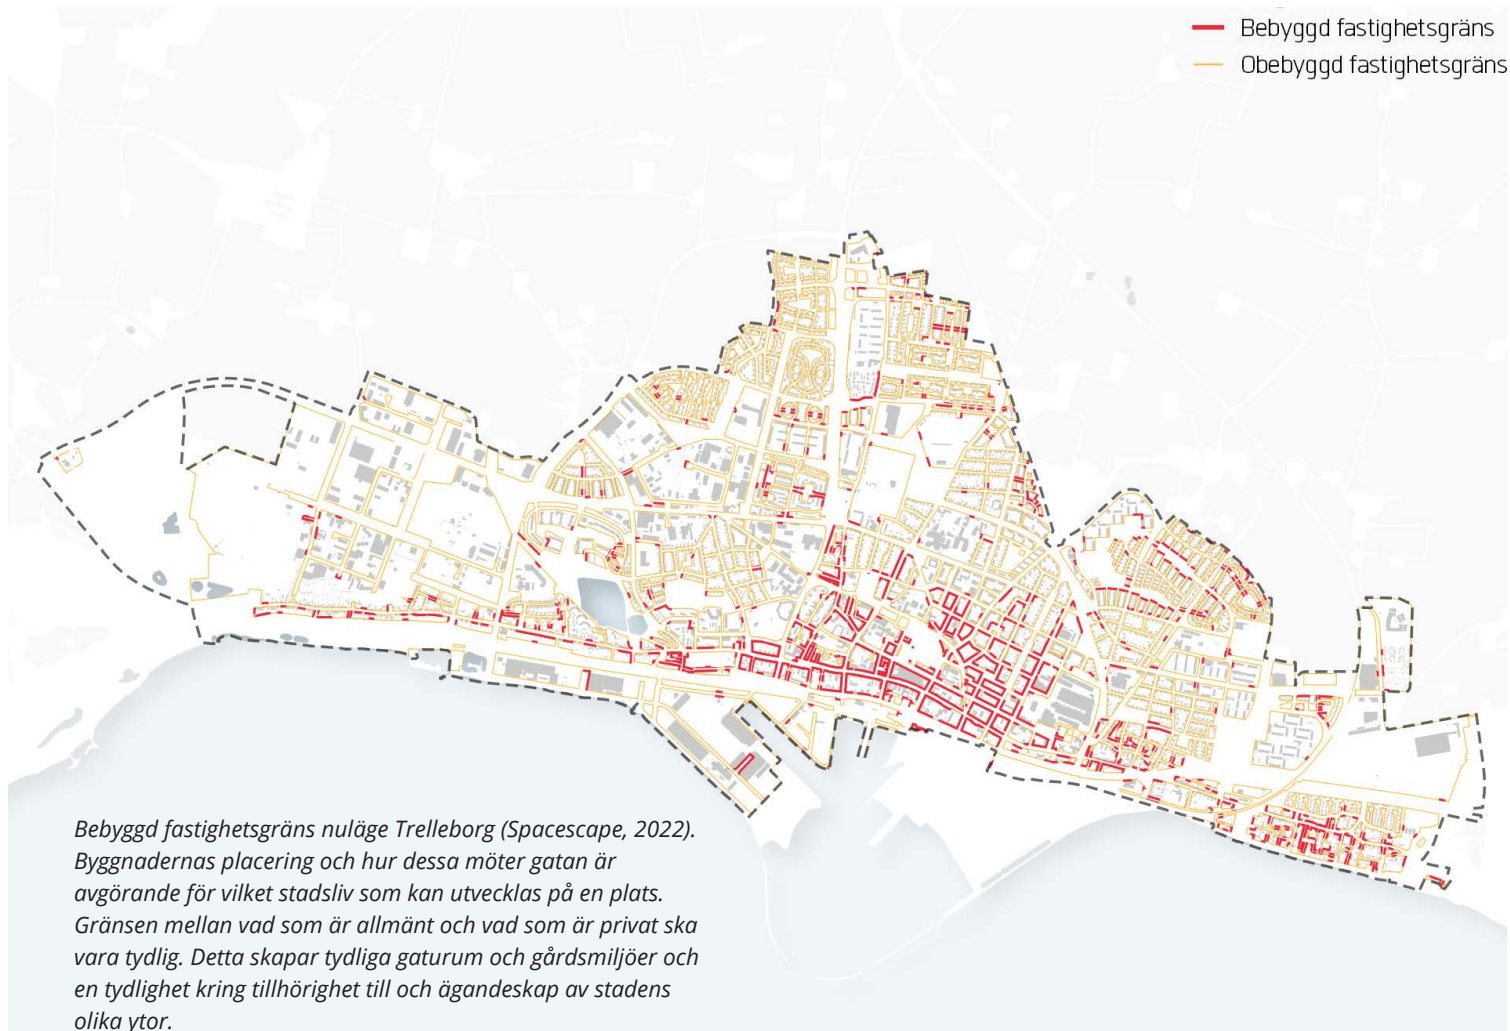 Bebyggd fastighetsgräns
Obebyggd fastighetsgräns
Bebyggd fastighetsgräns nuläge Trelleborg (Spacescape, 2022).
Byggnadernas placering och hur dessa möter gatan är
avgörande för vilket stadsliv som kan utvecklas på en plats.
Gränsen mellan vad som är allmänt och vad som är privat ska
vara tydlig. Detta skapar tydliga gaturum och gårdsmiljöer och
en tydlighet kring tillhörighet till och ägandeskap av stadens
olika ytor.